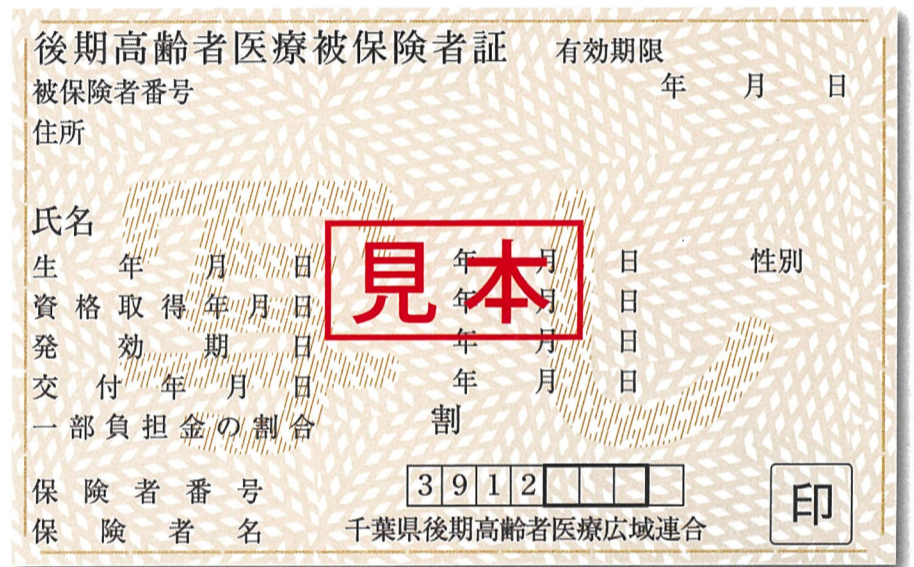 後期高齢者医療被保険者証 有効期限
被保険者番号 年 月 日
住所
氏名
生年月日 年 月 日 性別
資格取得年月日 年 月 日
発効期日 年 月 日
交付年月日 年 月 日
一部負担金の割合 割
見本
保険者番号 3912
保険者名 千葉県後期高齢者医療広域連合
印